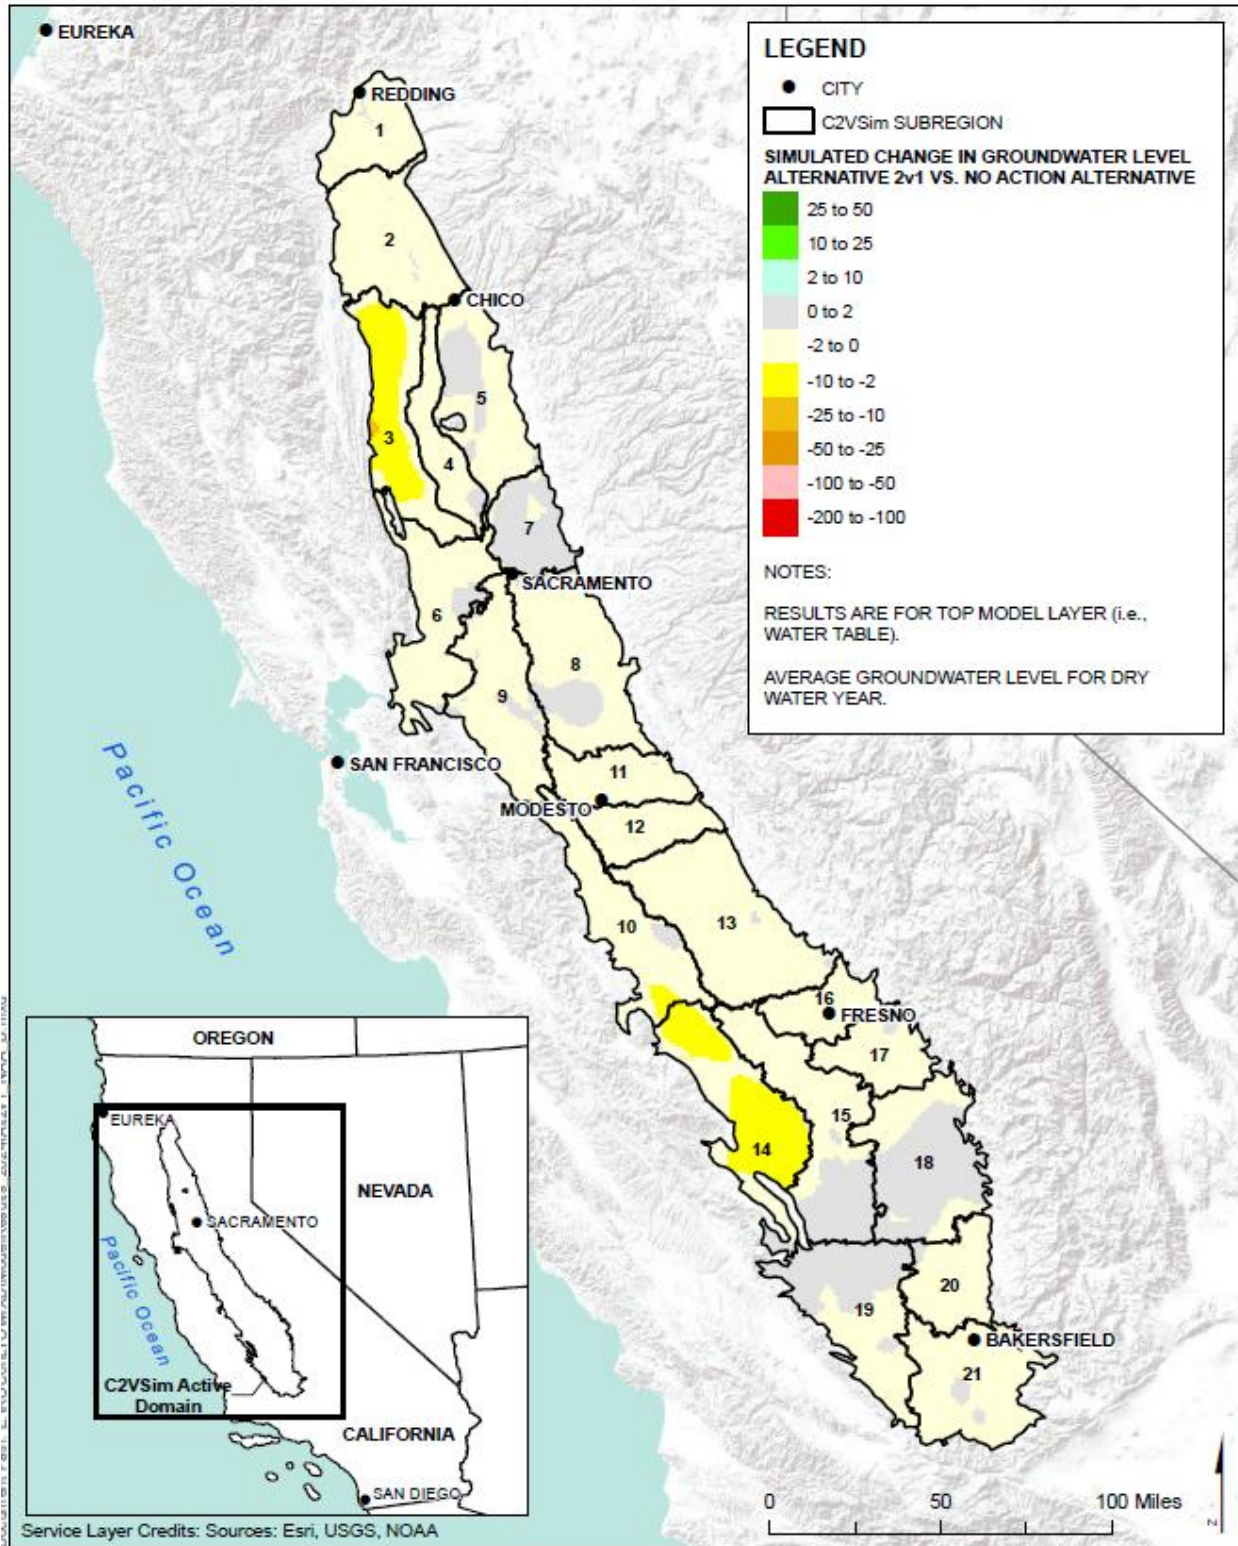 EUREKA
REDDING
1
2
CHICO
5
3
4
7
SACRAMENTO
6
8
9
SAN FRANCISCO
11
MODESTO
12
10
13
16
FRESNO
17
15
14
18
20
19
BAKERSFIELD
21
Pacific Ocean
LEGEND
CITY
C2VSim SUBREGION
SIMULATED CHANGE IN GROUNDWATER LEVEL
ALTERNATIVE 2v1 VS. NO ACTION ALTERNATIVE
25 to 50
10 to 25
2 to 10
0 to 2
-2 to 0
-10 to -2
-25 to -10
-50 to -25
-100 to -50
-200 to -100
NOTES:
RESULTS ARE FOR TOP MODEL LAYER (i.e.,
WATER TABLE).
AVERAGE GROUNDWATER LEVEL FOR DRY
WATER YEAR.
OREGON
EUREKA
NEVADA
SACRAMENTO
Pacific Ocean
C2VSim Active
Domain
CALIFORNIA
SAN DIEGO
Service Layer Credits: Sources: Esri, USGS, NOAA
0 50 100 Miles
z